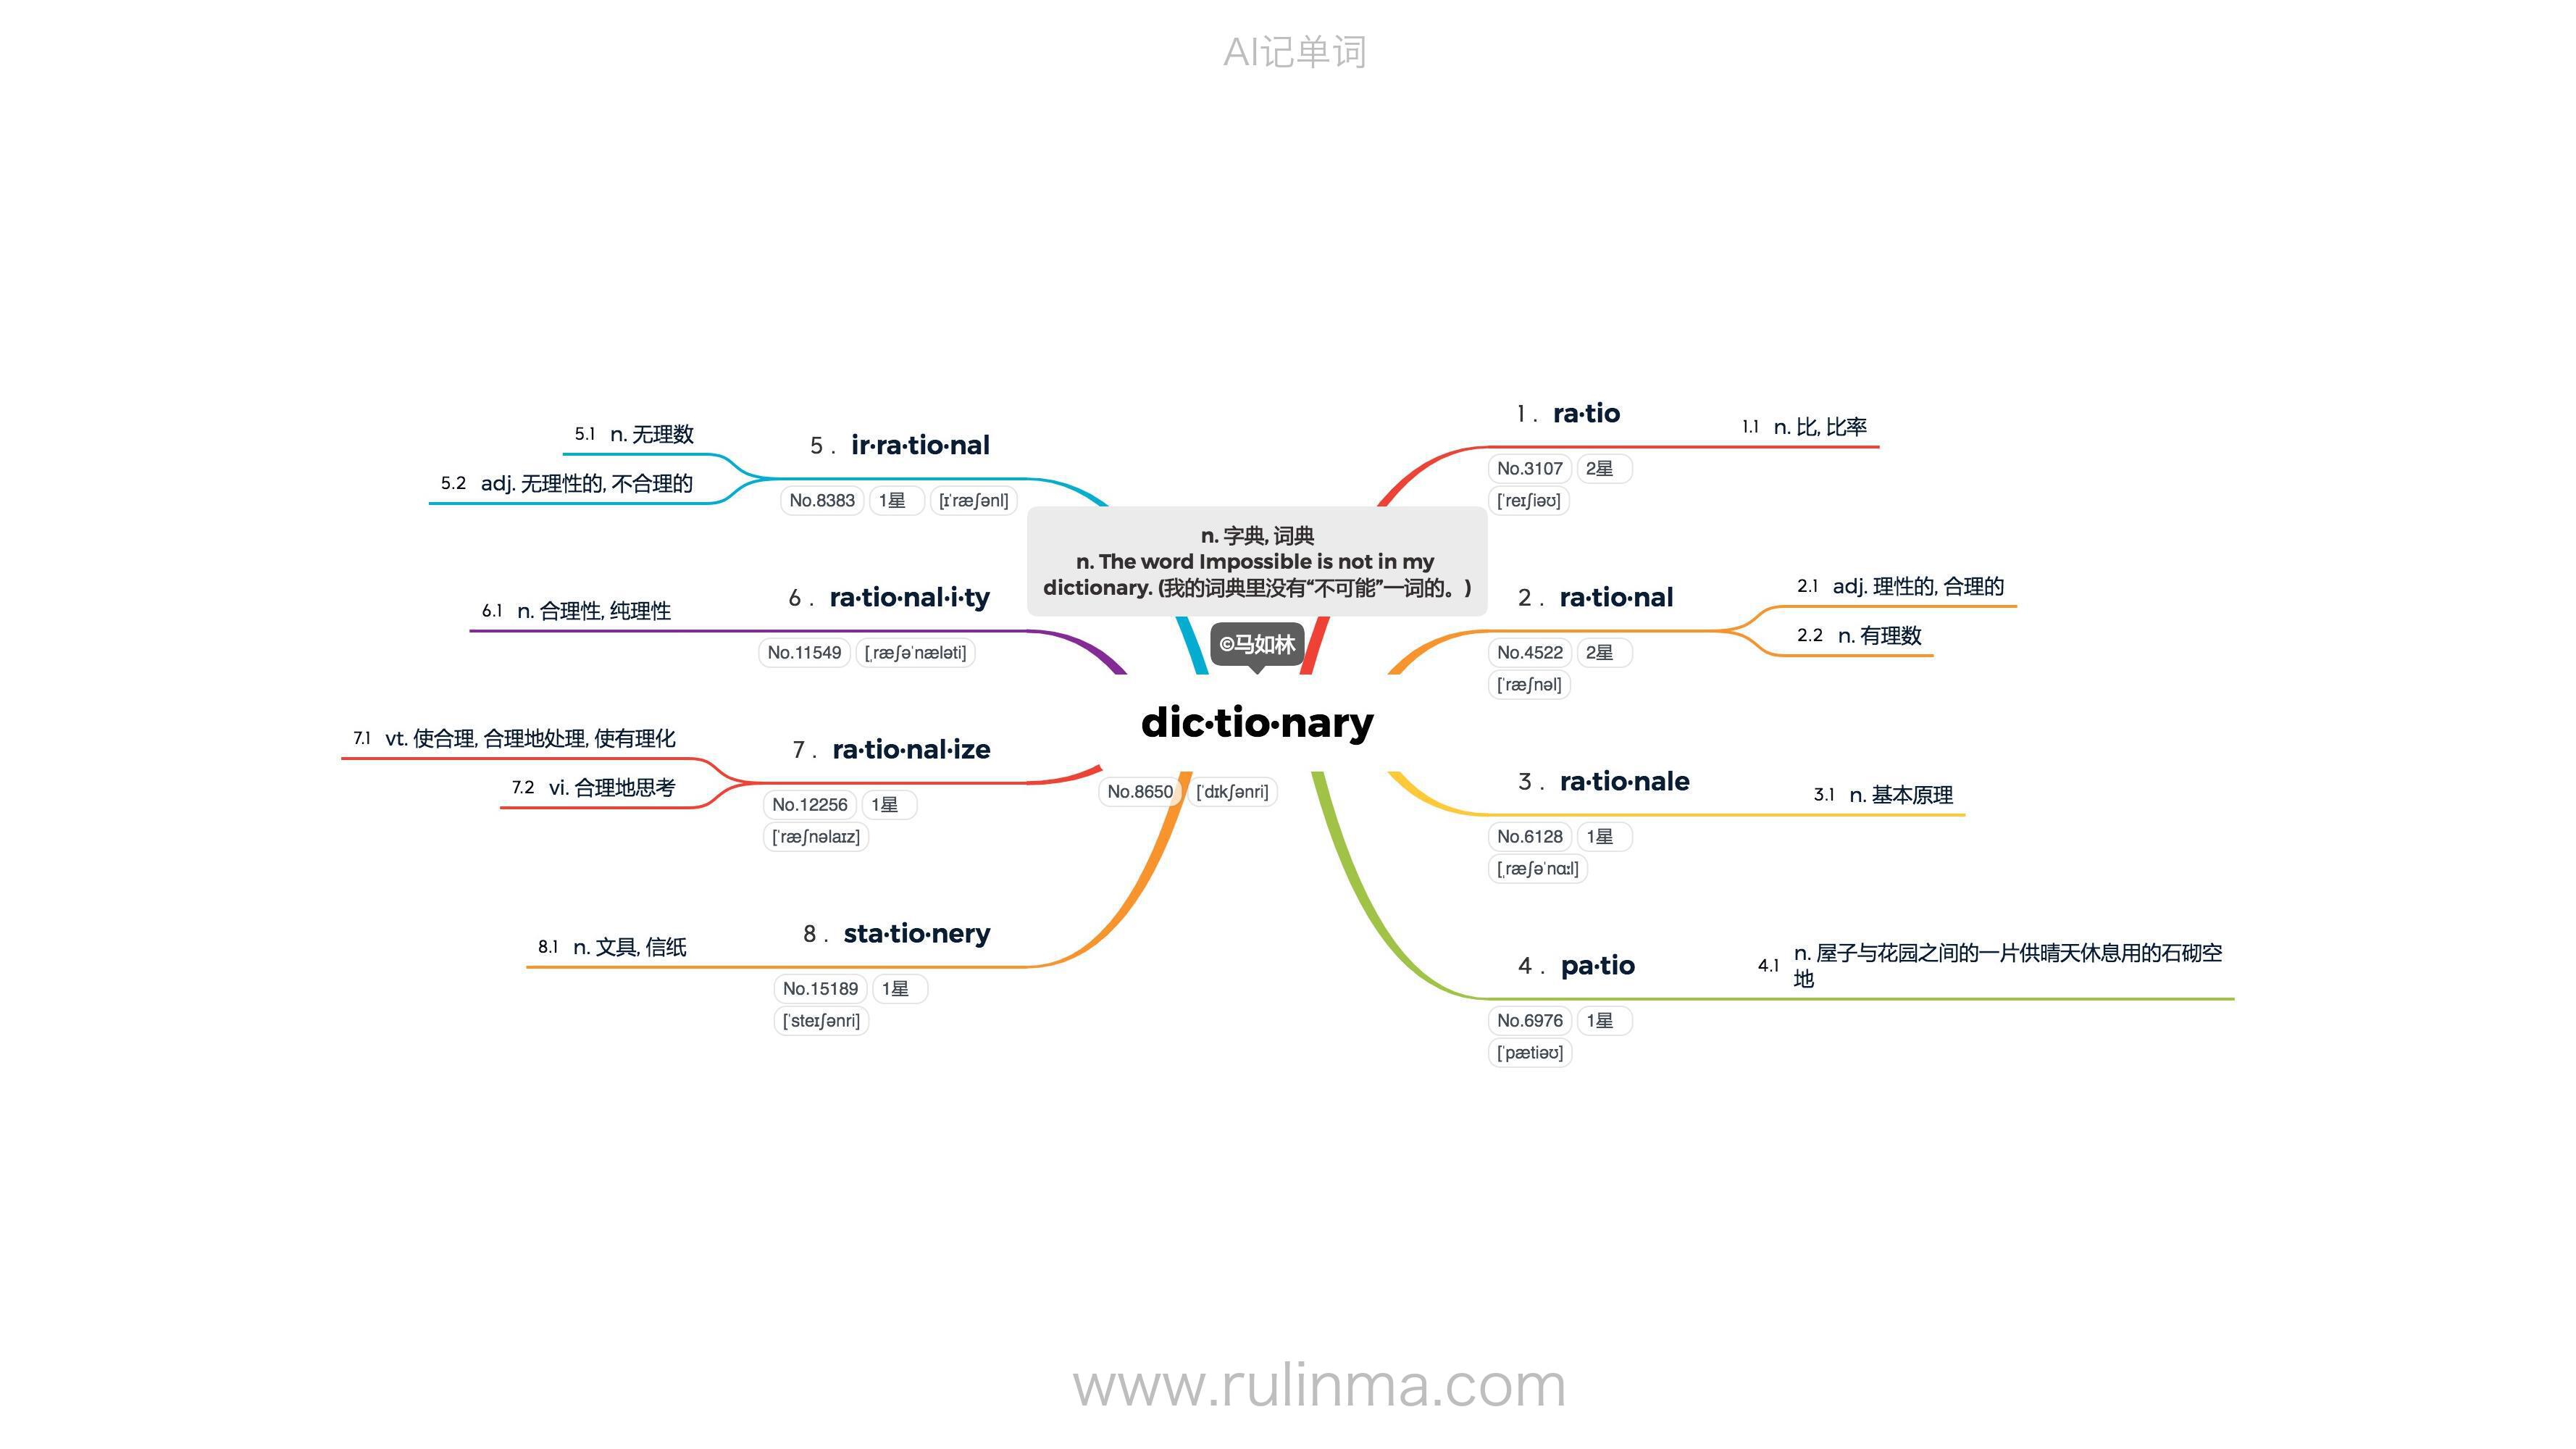 AI记单词
n. 字典, 词典
n. The word Impossible is not in my
dictionary. (我的词典里没有“不可能”一词的。)
©马如林
dic·tio·nary
No.8650 [ˈdɪkʃənri]
1 . ra·tio
No.3107 2星
[ˈreɪʃiəʊ]
1.1 n. 比, 比率
2 . ra·tio·nal
No.4522 2星
[ˈræʃnəl]
2.1 adj. 理性的, 合理的
2.2 n. 有理数
3 . ra·tio·nale
No.6128 1星
[ˌræʃəˈnɑːl]
3.1 n. 基本原理
4 . pa·tio
No.6976 1星
[ˈpætiəʊ]
4.1 n. 屋子与花园之间的一片供晴天休息用的石砌空
地
5 . ir·ra·tio·nal
No.8383 1星 [ɪˈræʃənl]
5.1 n. 无理数
5.2 adj. 无理性的, 不合理的
6 . ra·tio·nal·i·ty
No.11549 [ˌræʃəˈnæləti]
6.1 n. 合理性, 纯理性
7 . ra·tio·nal·ize
No.12256 1星
[ˈræʃnəlaɪz]
7.1 vt. 使合理, 合理地处理, 使有理化
7.2 vi. 合理地思考
8 . sta·tio·nery
No.15189 1星
[ˈsteɪʃənri]
8.1 n. 文具, 信纸
www.rulinma.com